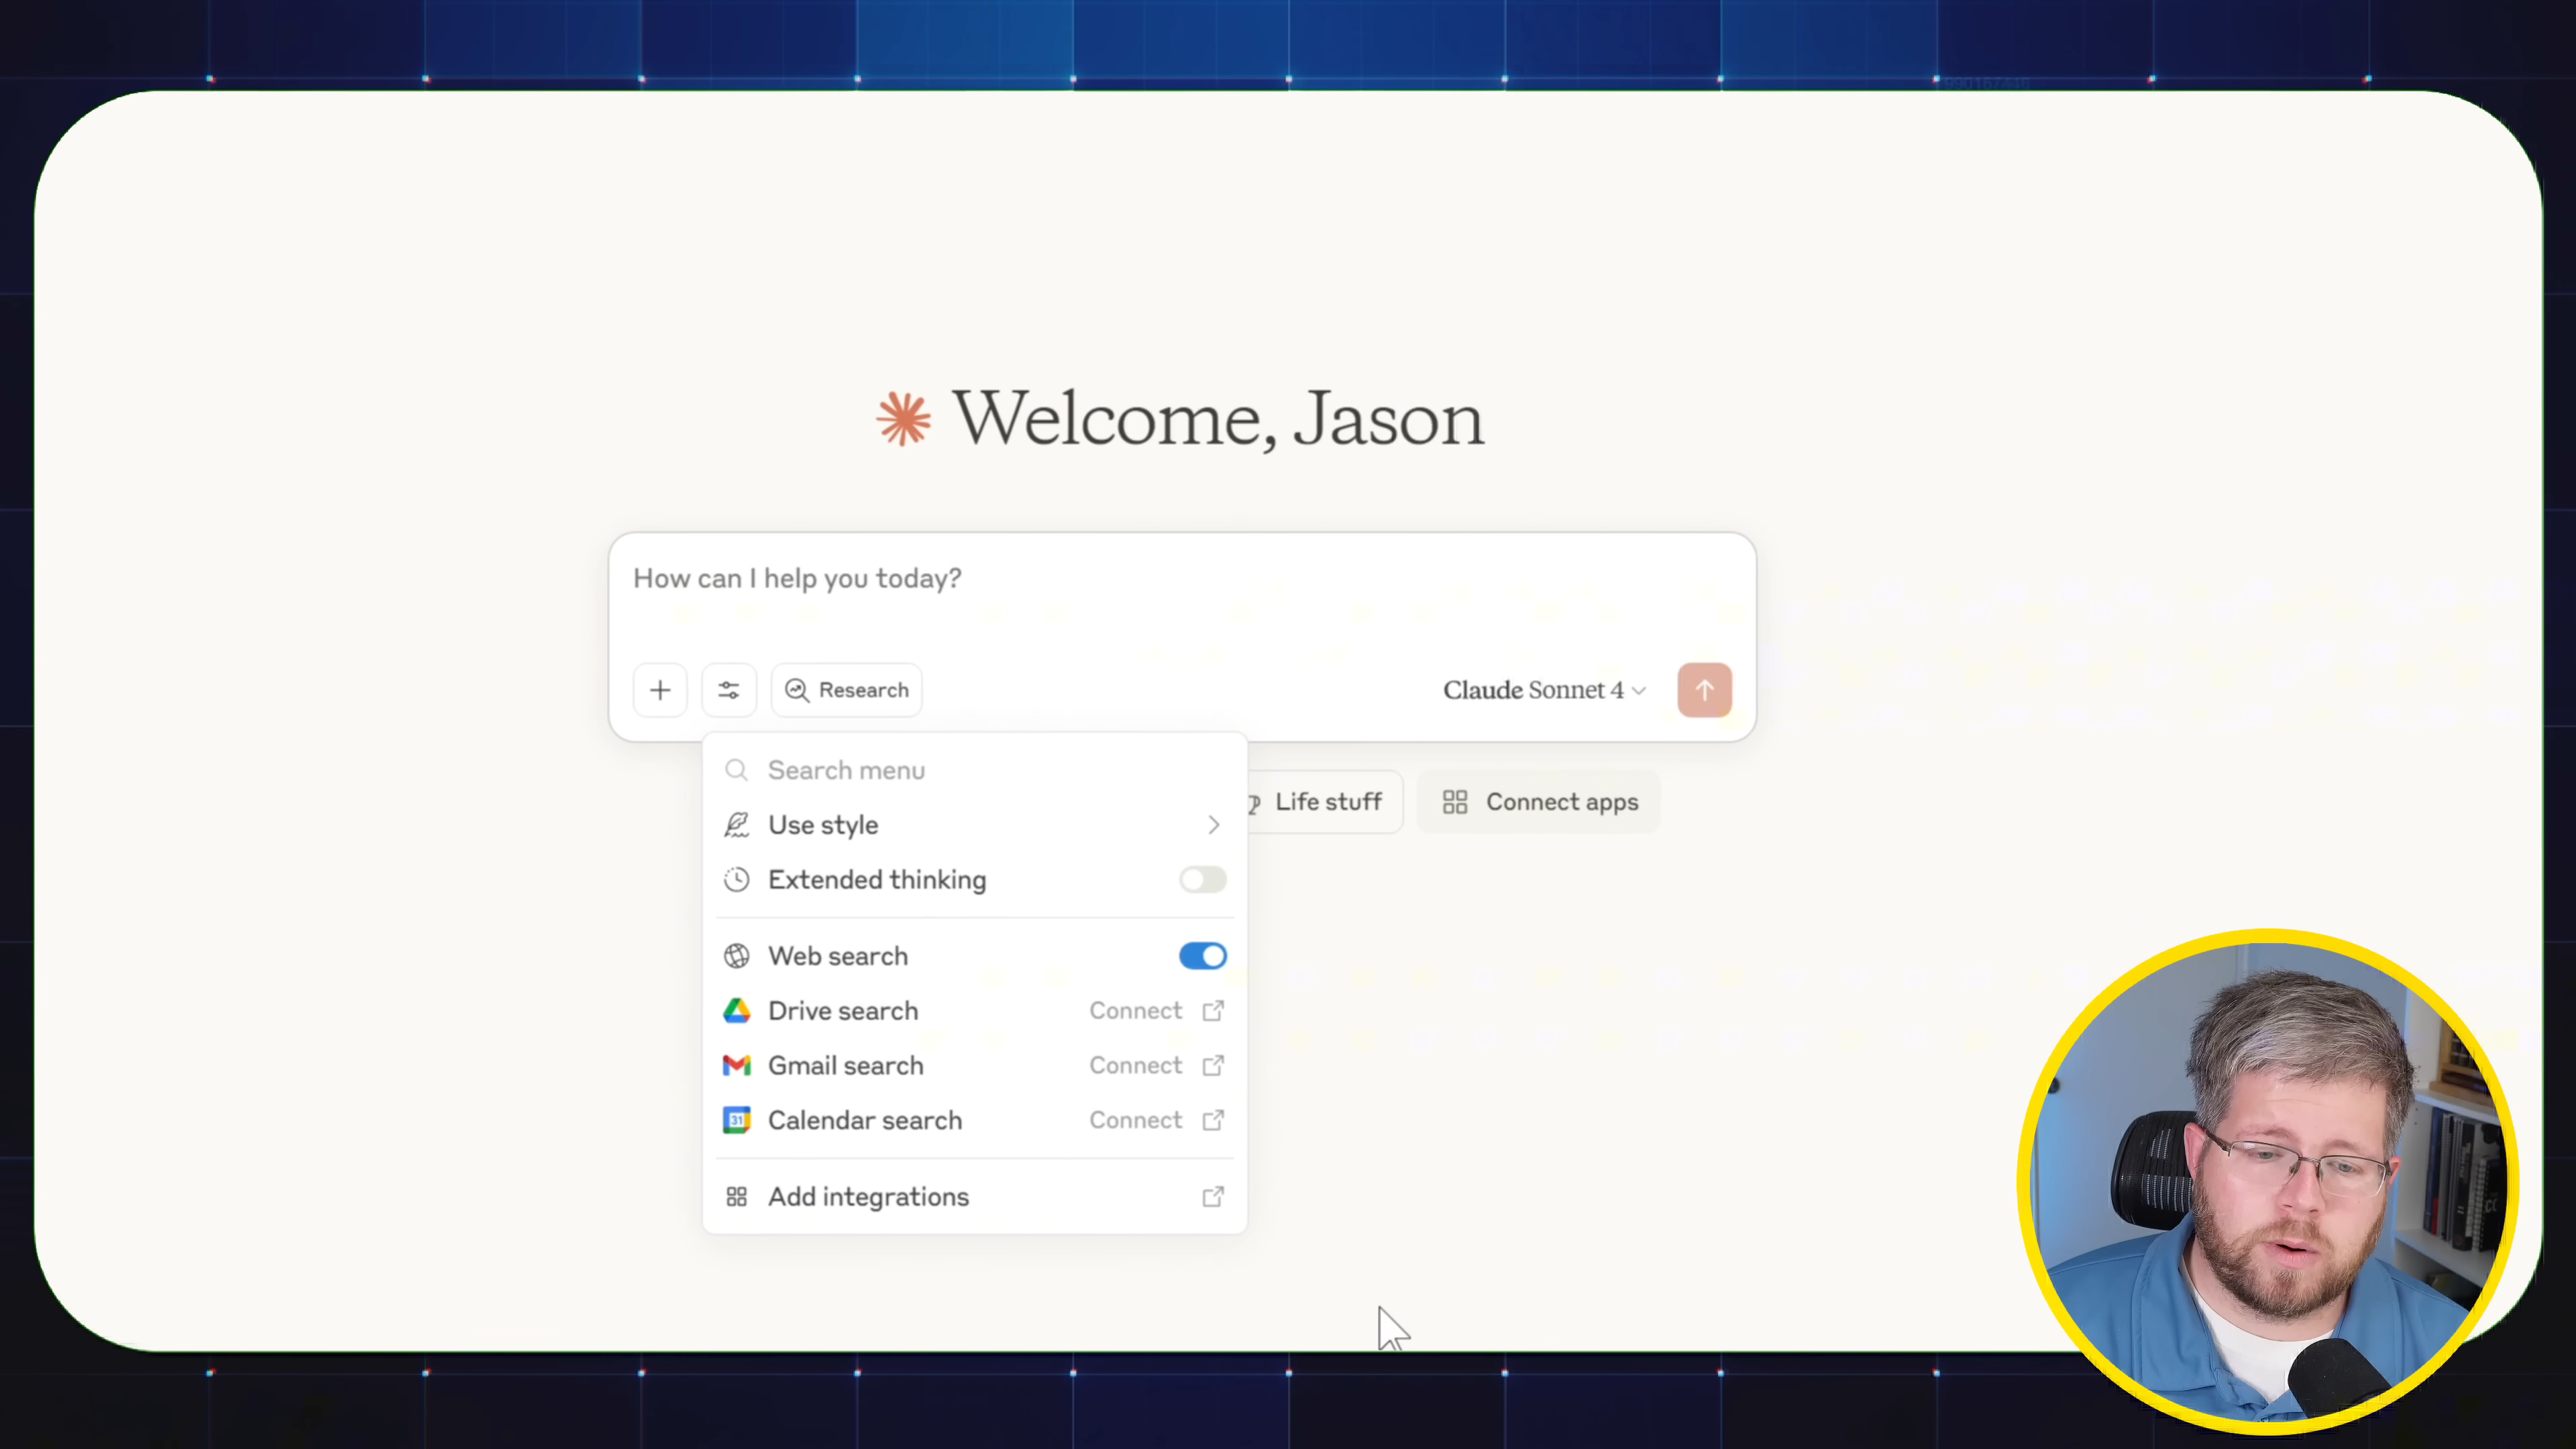 Welcome, Jason
How can I help you today?
Research
Claude Sonnet 4
Search menu
Use style
Life stuff
Connect apps
Extended thinking
Web search
Drive search Connect
Gmail search Connect
31
Calendar search Connect
Add integrations